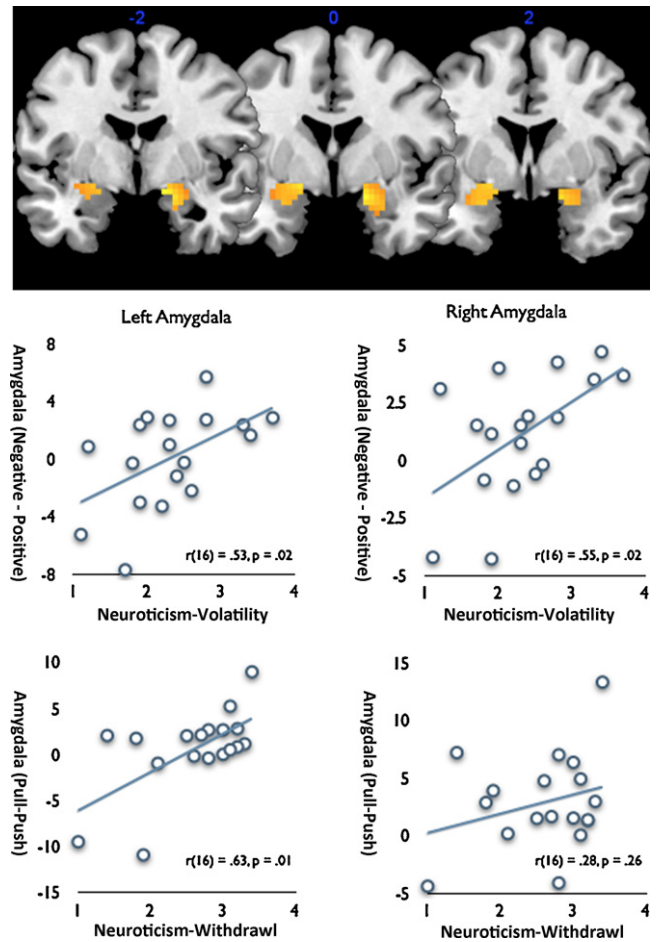 -2 0 2
Left Amygdala
Right Amygdala
Amygdala (Negative - Positive)
8
4
0
-4
-8
r(16) = .53, p = .02
1 2 3 4
Neuroticism-Volatility
Amygdala (Negative - Positive)
5
2.5
0
-2.5
-5
r(16) = .55, p = .02
1 2 3 4
Neuroticism-Volatility
Amygdala (Pull-Push)
10
5
0
-5
-10
-15
r(16) = .63, p = .01
1 2 3 4
Neuroticism-Withdrawl
Amygdala (Pull-Push)
15
10
5
0
-5
r(16) = .28, p = .26
1 2 3 4
Neuroticism-Withdrawl